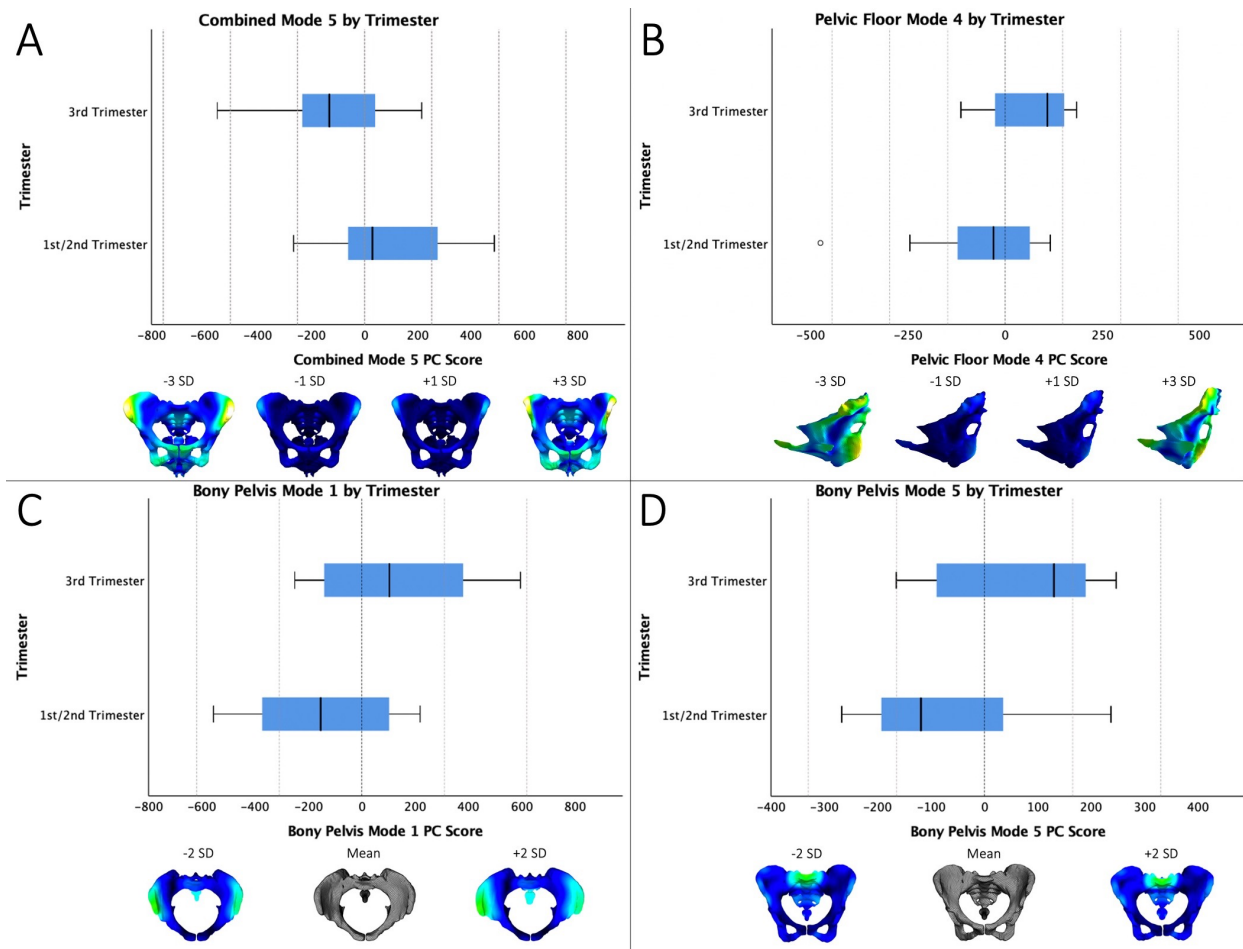 A
Combined Mode 5 by Trimester
Trimester
3rd Trimester
1st/2nd Trimester
-800 -600 -400 -200 0 200 400 600 800
Combined Mode 5 PC Score
-3 SD -1 SD +1 SD +3 SD
B
Pelvic Floor Mode 4 by Trimester
Trimester
3rd Trimester
1st/2nd Trimester
-500 -250 0 250 500
Pelvic Floor Mode 4 PC Score
-3 SD -1 SD +1 SD +3 SD
C
Bony Pelvis Mode 1 by Trimester
Trimester
3rd Trimester
1st/2nd Trimester
-800 -600 -400 -200 0 200 400 600 800
Bony Pelvis Mode 1 PC Score
-2 SD Mean +2 SD
D
Bony Pelvis Mode 5 by Trimester
Trimester
3rd Trimester
1st/2nd Trimester
-400 -300 -200 -100 0 100 200 300 400
Bony Pelvis Mode 5 PC Score
-2 SD Mean +2 SD